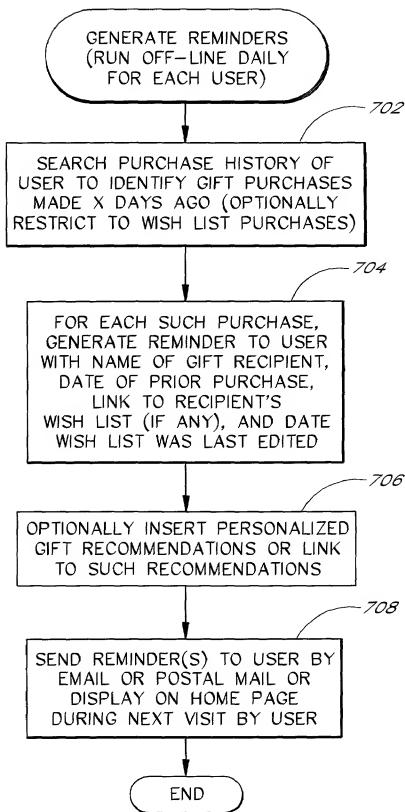 GENERATE REMINDERS
(RUN OFF-LINE DAILY
FOR EACH USER)
702
SEARCH PURCHASE HISTORY OF
USER TO IDENTIFY GIFT PURCHASES
MADE X DAYS AGO (OPTIONALLY
RESTRICT TO WISH LIST PURCHASES)
704
FOR EACH SUCH PURCHASE,
GENERATE REMINDER TO USER
WITH NAME OF GIFT RECIPIENT,
DATE OF PRIOR PURCHASE,
LINK TO RECIPIENT'S
WISH LIST (IF ANY), AND DATE
WISH LIST WAS LAST EDITED
706
OPTIONALLY INSERT PERSONALIZED
GIFT RECOMMENDATIONS OR LINK
TO SUCH RECOMMENDATIONS
708
SEND REMINDER(S) TO USER BY
EMAIL OR POSTAL MAIL OR
DISPLAY ON HOME PAGE
DURING NEXT VISIT BY USER
END